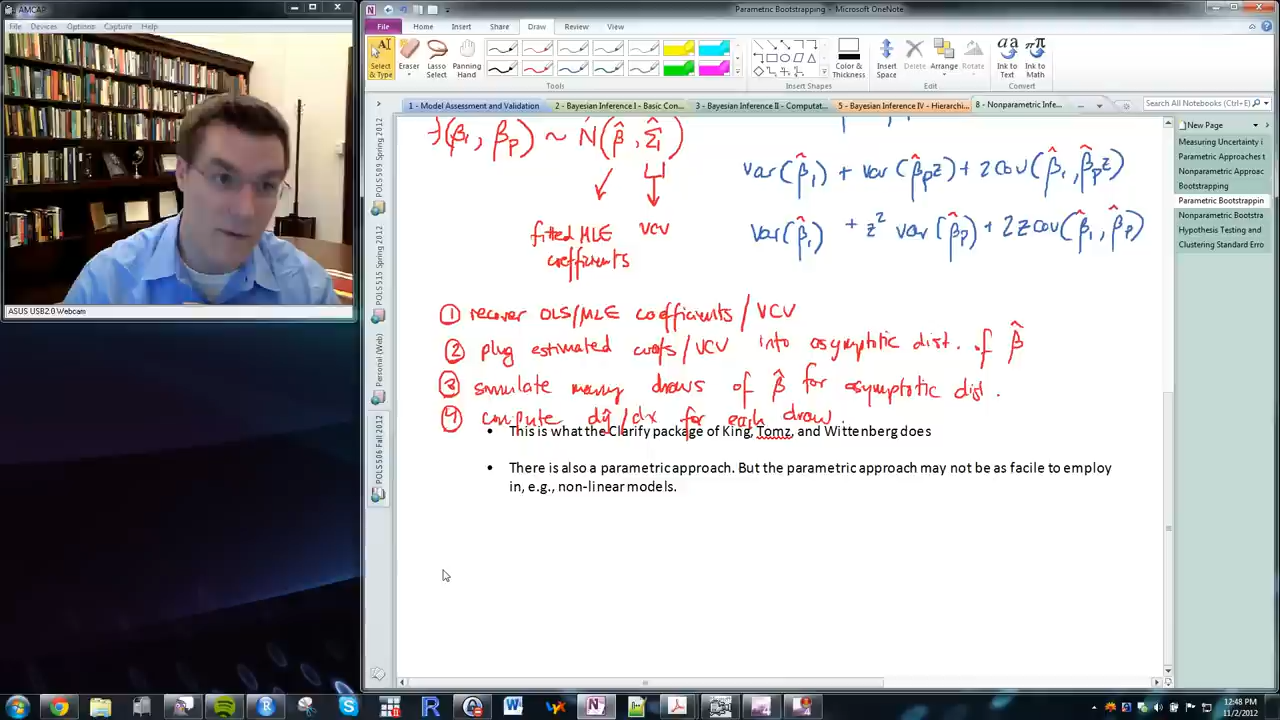 AMCAP
File Devices Options Capture Help
ASUS USB2.0 Webcam
Parametric Bootstrapping - Microsoft OneNote
File Home Insert Share Draw Review View
Select & Type
Eraser
Lasso Select
Panning Hand
Color & Thickness
Insert Space
Delete
Arrange
Rotate
Ink to Text
Ink to Math
Tools
Insert Shapes
Edit
Convert
1 - Model Assessment and Validation
2 - Bayesian Inference I - Basic Con...
3 - Bayesian Inference II - Computat...
5 - Bayesian Inference IV - Hierarchi...
8 - Nonparametric Infe...
Search All Notebooks (Ctrl+E)
New Page
Measuring Uncertainty i
Parametric Approaches t
Nonparametric Approac
Bootstrapping
Parametric Bootstrappin
Nonparametric Bootstra
Hypothesis Testing and
Clustering Standard Erro
POLS 509 Spring 2012
POLS 515 Spring 2012
Personal (Web)
POLS 506 Fall 2012
f(β̂₁, β̂p) ~ N(β̂, Σ̂)
fitted MLE coefficients
VCV
var(β̂₁) + var(β̂pz) + 2cov(β̂₁, β̂pz)
var(β̂₁) + z² var(β̂p) + 2z cov(β̂₁, β̂p)
① recover OLS/MLE coefficients / VCV
② plug estimated coefs/VCV into asymptotic dist. of β̂
③ simulate many draws of β̂ for asymptotic dist.
④ compute dŷ/dx for each draw.
• This is what the Clarify package of King, Tomz, and Wittenberg does
• There is also a parametric approach. But the parametric approach may not be as facile to employ
in, e.g., non-linear models.
12:48 PM
11/2/2012